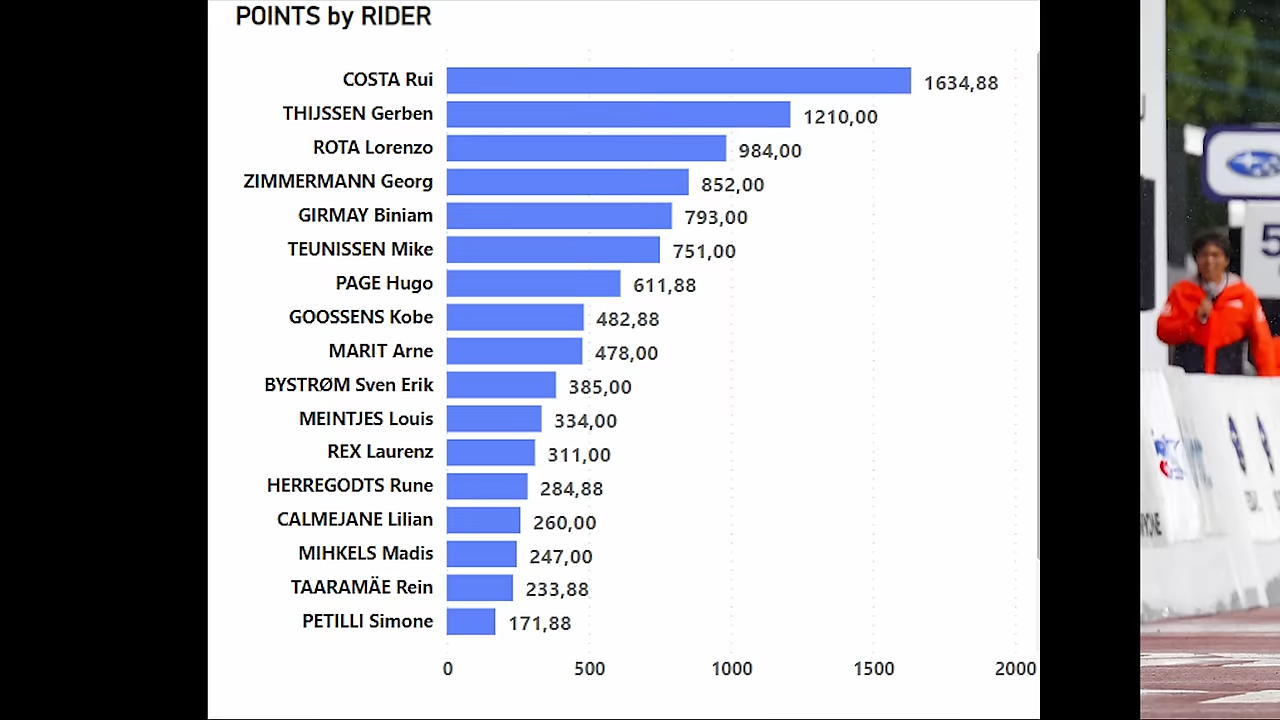 POINTS by RIDER
COSTA Rui 1634,88
THIJSSEN Gerben 1210,00
ROTA Lorenzo 984,00
ZIMMERMANN Georg 852,00
GIRMAY Biniam 793,00
TEUNISSEN Mike 751,00
PAGE Hugo 611,88
GOOSSENS Kobe 482,88
MARIT Arne 478,00
BYSTRØM Sven Erik 385,00
MEINTJES Louis 334,00
REX Laurenz 311,00
HERREGODTS Rune 284,88
CALMEJANE Lilian 260,00
MIHKELS Madis 247,00
TAARAMÄE Rein 233,88
PETILLI Simone 171,88
0 500 1000 1500 2000
5